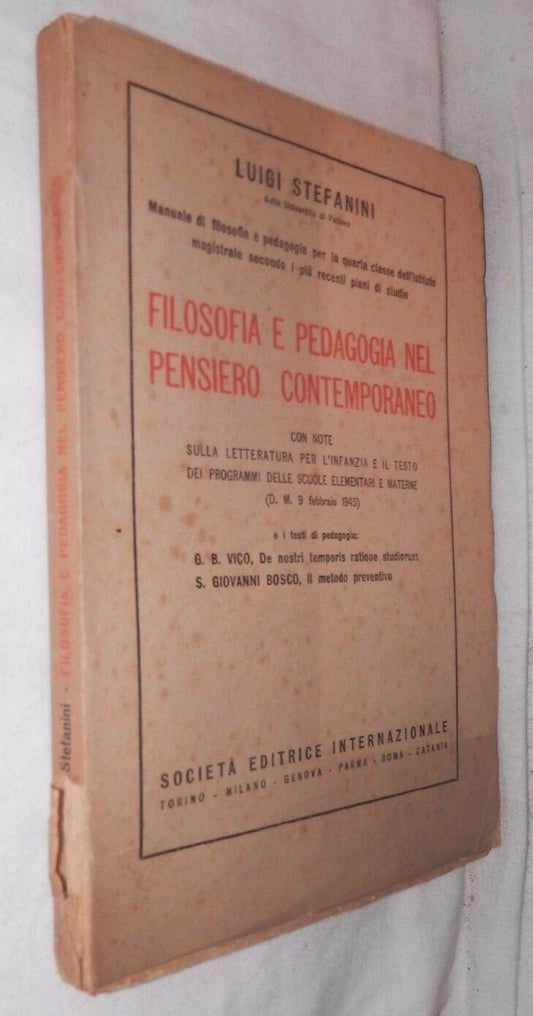 LUIGI STEFANINI
della Università di Padova
Manuale di filosofia e pedagogia per la quarta classe dell'istituto
magistrale secondo i più recenti piani di studio
FILOSOFIA E PEDAGOGIA NEL
PENSIERO CONTEMPORANEO
CON NOTE
SULLA LETTERATURA PER L'INFANZIA E IL TESTO
DEI PROGRAMMI DELLE SCUOLE ELEMENTARI E MATERNE
(D. M. 9 febbraio 1945)
e i testi di pedagogia:
G. B. VICO, De nostri temporis ratione studiorum
S. GIOVANNI BOSCO, Il metodo preventivo
SOCIETÀ EDITRICE INTERNAZIONALE
TORINO - MILANO - GENOVA - PARMA - ROMA - CATANIA
Stefanini - FILOSOFIA E PEDAGOGIA NEL PENSIERO CONTEMPORANEO